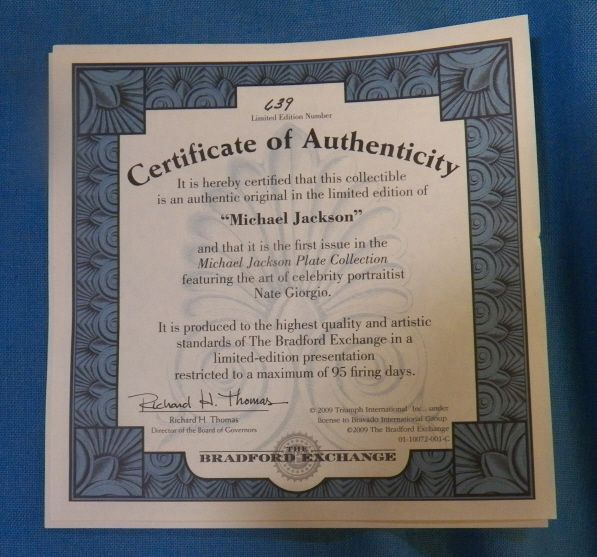 639
Limited Edition Number
Certificate of Authenticity
It is hereby certified that this collectible
is an authentic original in the limited edition of
“Michael Jackson”
and that it is the first issue in the
Michael Jackson Plate Collection
featuring the art of celebrity portraitist
Nate Giorgio.
It is produced to the highest quality and artistic
standards of The Bradford Exchange in a
limited-edition presentation
restricted to a maximum of 95 firing days.
Richard H. Thomas
Richard H. Thomas
Director of the Board of Governors
© 2009 Triumph International Inc., under
license to Bravado International Group
©2009 The Bradford Exchange
01-10072-001-C
THE
BRADFORD EXCHANGE